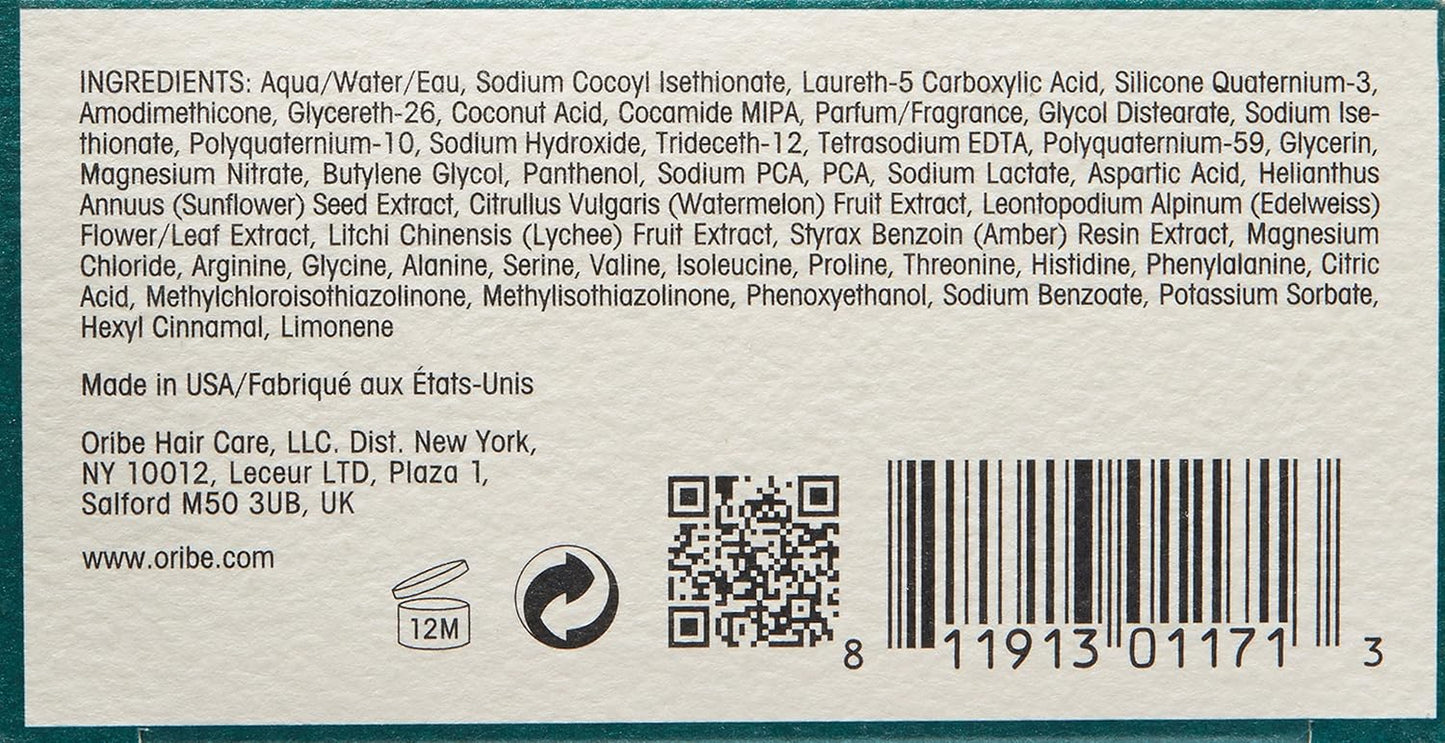 INGREDIENTS: Aqua/Water/Eau, Sodium Cocoyl Isethionate, Laureth-5 Carboxylic Acid, Silicone Quaternium-3,
Amodimethicone, Glycereth-26, Coconut Acid, Cocamide MIPA, Parfum/Fragrance, Glycol Distearate, Sodium Ise-
thionate, Polyquaternium-10, Sodium Hydroxide, Trideceth-12, Tetrasodium EDTA, Polyquaternium-59, Glycerin,
Magnesium Nitrate, Butylene Glycol, Panthenol, Sodium PCA, PCA, Sodium Lactate, Aspartic Acid, Helianthus
Annuus (Sunflower) Seed Extract, Citrullus Vulgaris (Watermelon) Fruit Extract, Leontopodium Alpinum (Edelweiss)
Flower/Leaf Extract, Litchi Chinensis (Lychee) Fruit Extract, Styrax Benzoin (Amber) Resin Extract, Magnesium
Chloride, Arginine, Glycine, Alanine, Serine, Valine, Isoleucine, Proline, Threonine, Histidine, Phenylalanine, Citric
Acid, Methylchloroisothiazolinone, Methylisothiazolinone, Phenoxyethanol, Sodium Benzoate, Potassium Sorbate,
Hexyl Cinnamal, Limonene
Made in USA/Fabriqué aux États-Unis
Oribe Hair Care, LLC. Dist. New York,
NY 10012, Leceur LTD, Plaza 1,
Salford M50 3UB, UK
www.oribe.com
12M
8 11913 01171 3